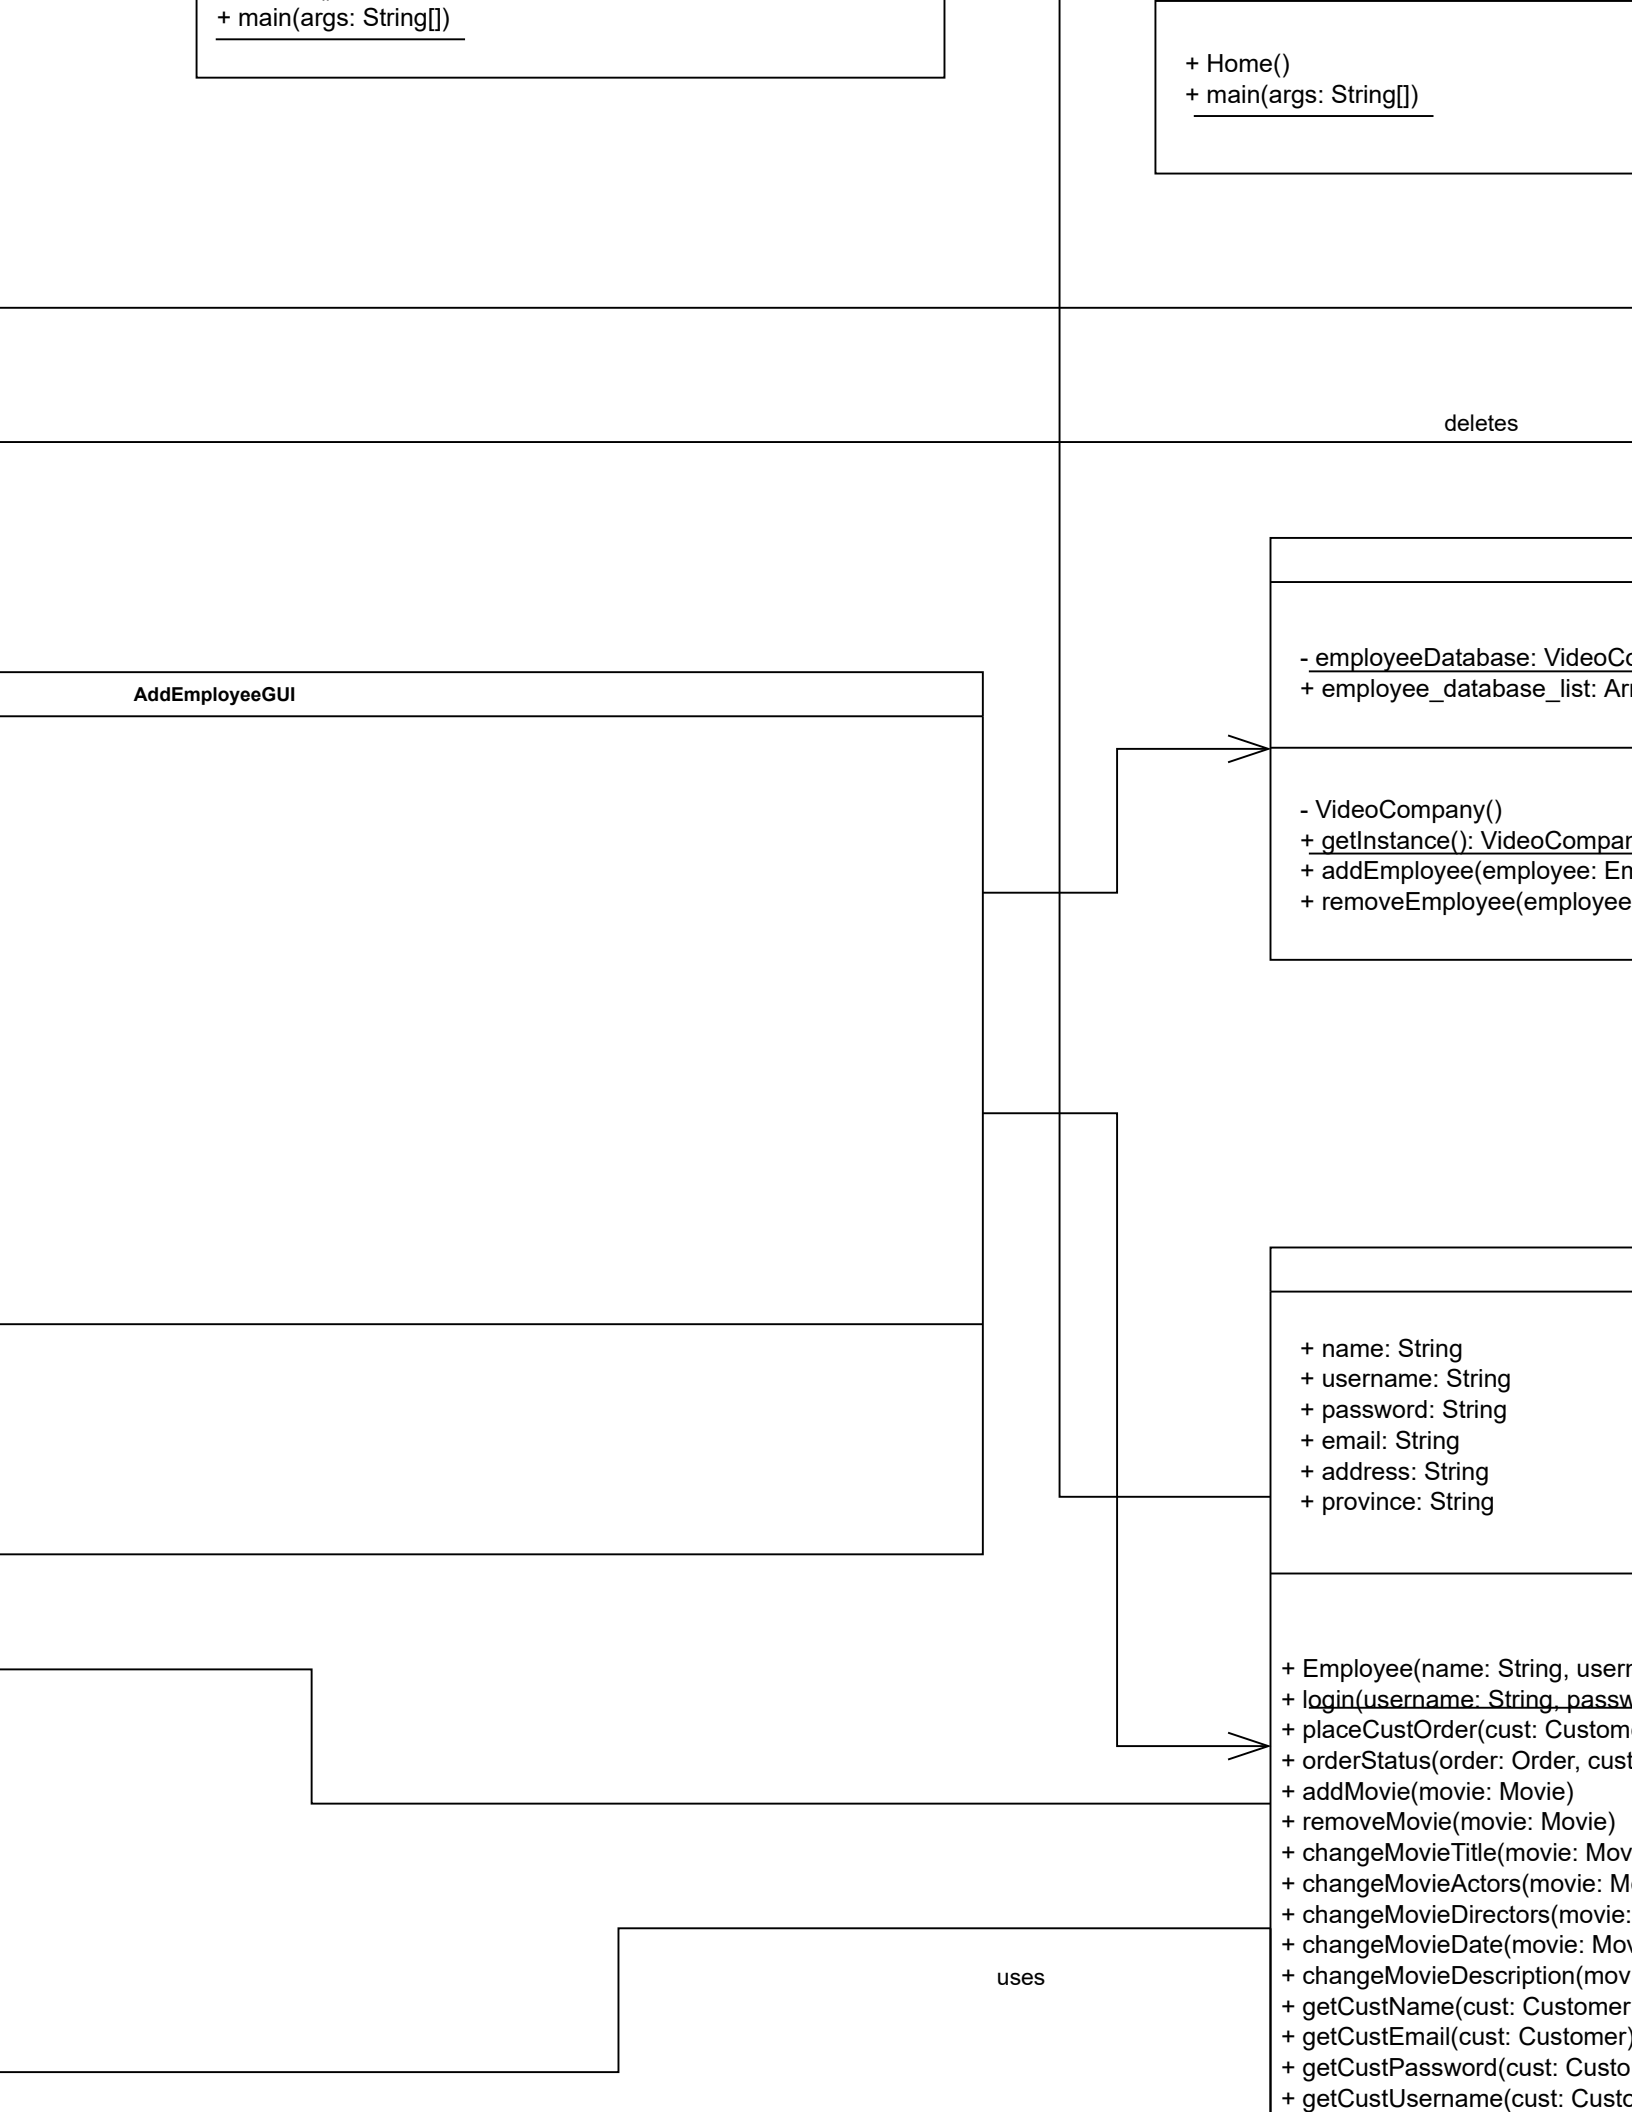 + main(args: String[])
+ Home()
+ main(args: String[])
deletes
- employeeDatabase: VideoCo
+ employee_database_list: Arr
AddEmployeeGUI
- VideoCompany()
+ getInstance(): VideoCompan
+ addEmployee(employee: Em
+ removeEmployee(employee
+ name: String
+ username: String
+ password: String
+ email: String
+ address: String
+ province: String
+ Employee(name: String, usern
+ login(username: String, passw
+ placeCustOrder(cust: Custome
+ orderStatus(order: Order, cust
+ addMovie(movie: Movie)
+ removeMovie(movie: Movie)
+ changeMovieTitle(movie: Mov
+ changeMovieActors(movie: Mo
+ changeMovieDirectors(movie:
+ changeMovieDate(movie: Mov
+ changeMovieDescription(mov
uses
+ getCustName(cust: Customer
+ getCustEmail(cust: Customer)
+ getCustPassword(cust: Custo
+ getCustUsername(cust: Custo